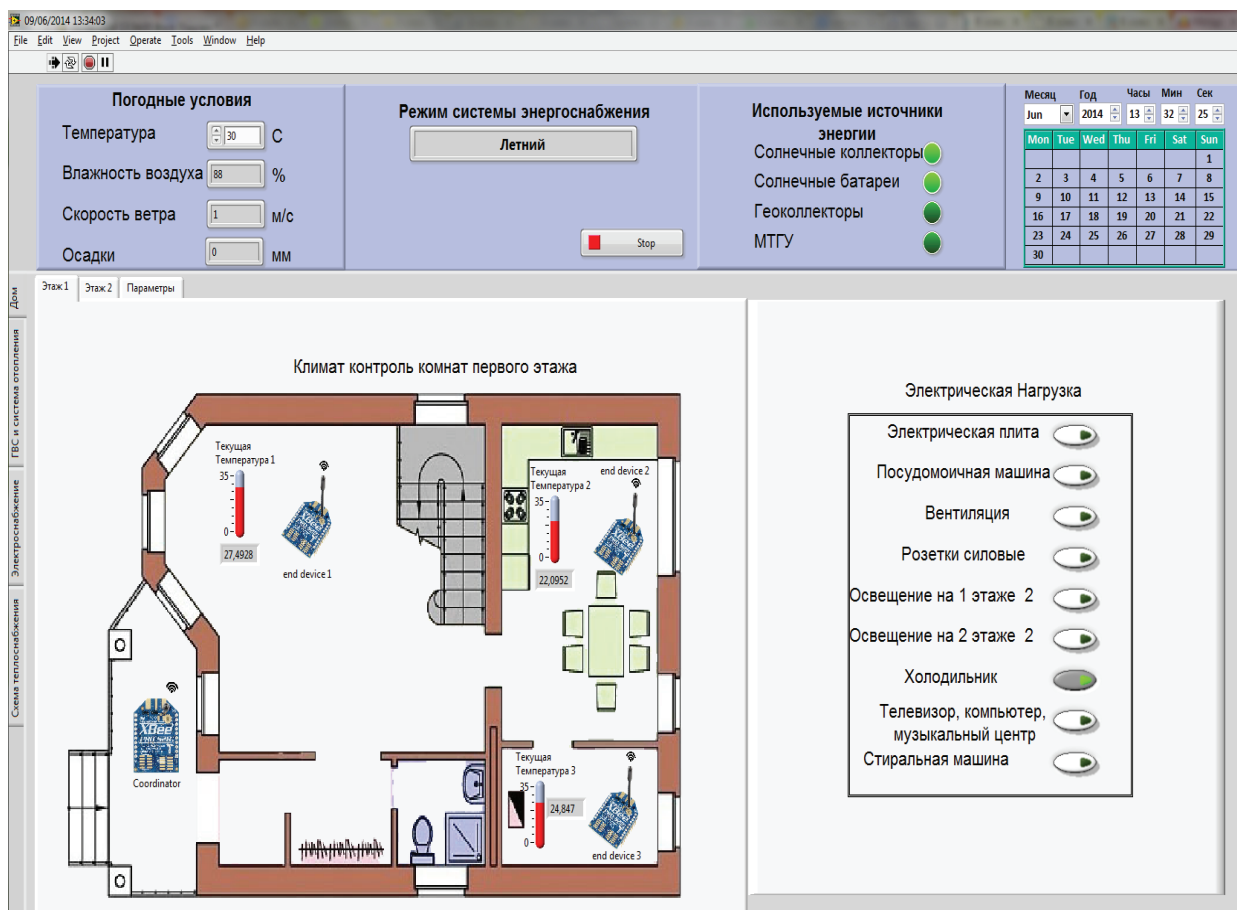 09/06/2014 13:34:03
File Edit View Project Operate Tools Window Help
Погодные условия
Температура 30 C
Влажность воздуха 88 %
Скорость ветра 1 м/с
Осадки 0 мм
Режим системы энергоснабжения
Летний
Stop
Используемые источники
энергии
Солнечные коллекторы
Солнечные батареи
Геоколлекторы
МТГУ
Месяц Год Часы Мин Сек
Jun 2014 13 32 25
Mon Tue Wed Thu Fri Sat Sun
1
2 3 4 5 6 7 8
9 10 11 12 13 14 15
16 17 18 19 20 21 22
23 24 25 26 27 28 29
30
Дом
ГВС и система отопления
Электроснабжение
Схема теплоснабжения
Этаж 1 Этаж 2 Параметры
Климат контроль комнат первого этажа
Текущая
Температура 1
35
0
27,4928
end device 1
Текущая
Температура 2
35
0
22,0952
end device 2
XBee
PRO S2B
Coordinator
Текущая
Температура 3
35
0
24,847
end device 3
Электрическая Нагрузка
Электрическая плита
Посудомоичная машина
Вентиляция
Розетки силовые
Освещение на 1 этаже 2
Освещение на 2 этаже 2
Холодильник
Телевизор, компьютер,
музыкальный центр
Стиральная машина